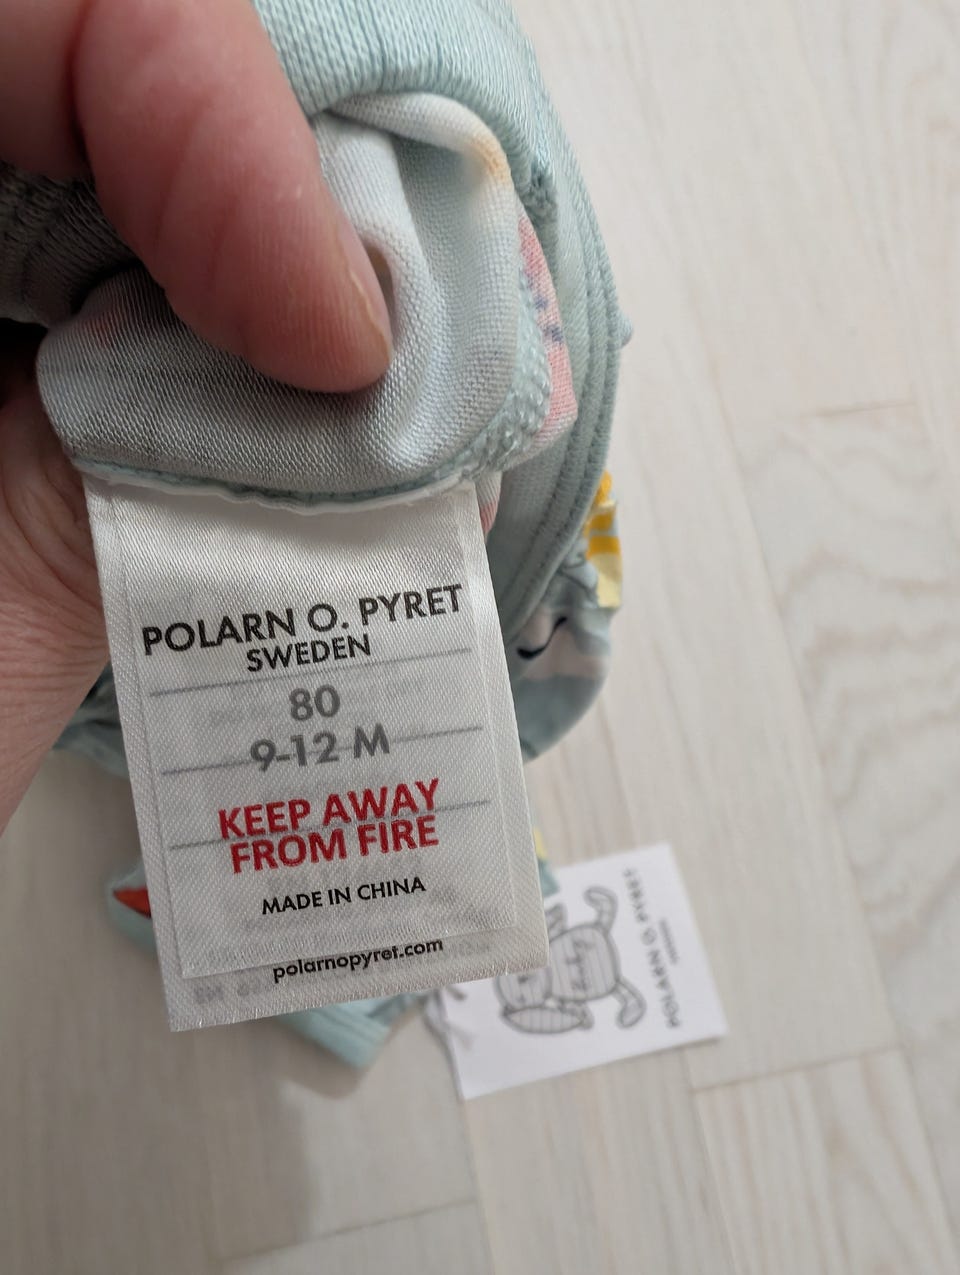 POLARN O. PYRET
SWEDEN
80
9-12 M
KEEP AWAY
FROM FIRE
MADE IN CHINA
polarnopyret.com
POLARN O. PYRET